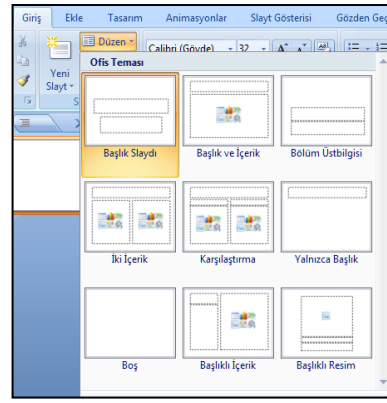 Giriş Ekle Tasarım Animasyonlar Slayt Gösterisi Gözden Geç
Düzen Calibri (Gövde) 32
Yeni
Slayt
Ofis Teması
Başlık Slaydı Başlık ve İçerik Bölüm Üstbilgisi
İki İçerik Karşılaştırma Yalnızca Başlık
Boş Başlıklı İçerik Başlıklı Resim